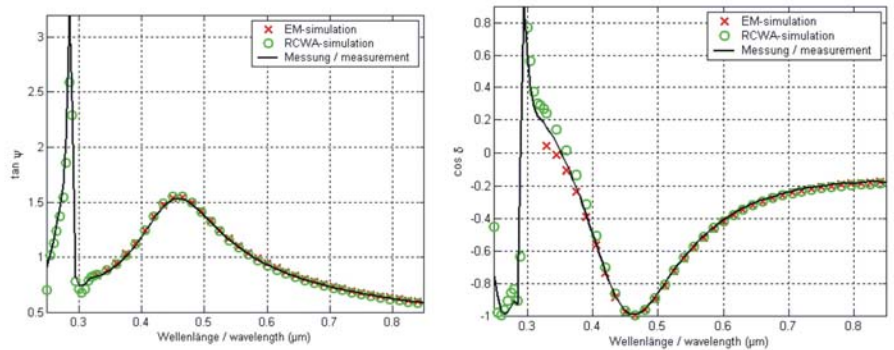 EM-simulation
RCWA-simulation
Messung / measurement
3
2.5
2
1.5
1
0.5
tan ψ
0.3 0.4 0.5 0.6 0.7 0.8
Wellenlänge / wavelength (µm)
EM-simulation
RCWA-simulation
Messung / measurement
0.8
0.6
0.4
0.2
0
-0.2
-0.4
-0.6
-0.8
-1
cos δ
0.3 0.4 0.5 0.6 0.7 0.8
Wellenlänge / wavelength (µm)